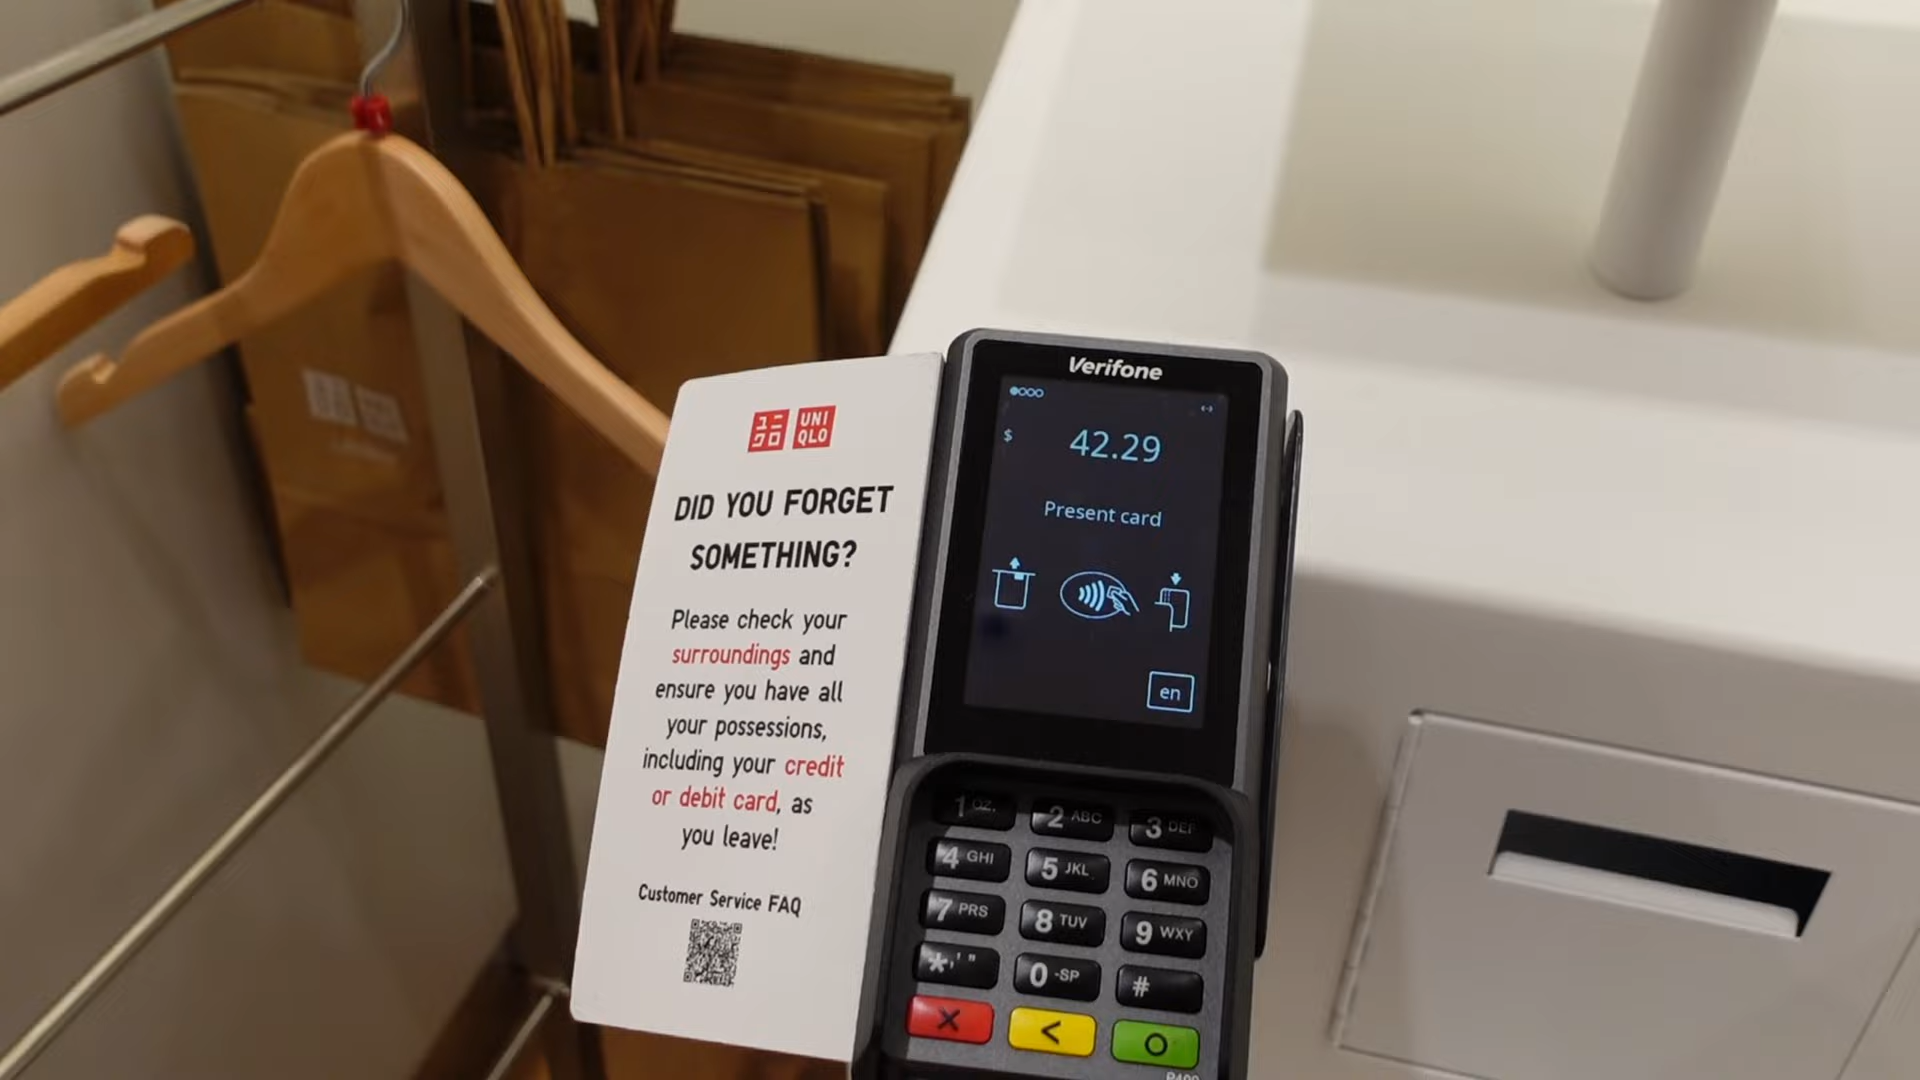 ユニ
クロ
UNI
QLO
DID YOU FORGET
SOMETHING?
Please check your
surroundings and
ensure you have all
your possessions,
including your credit
or debit card, as
you leave!
Customer Service FAQ
Verifone
$ 42.29
Present card
en
1 QZ.
2 ABC
3 DEF
4 GHI
5 JKL
6 MNO
7 PRS
8 TUV
9 WXY
*,'"
0 -SP
#
X
<
O